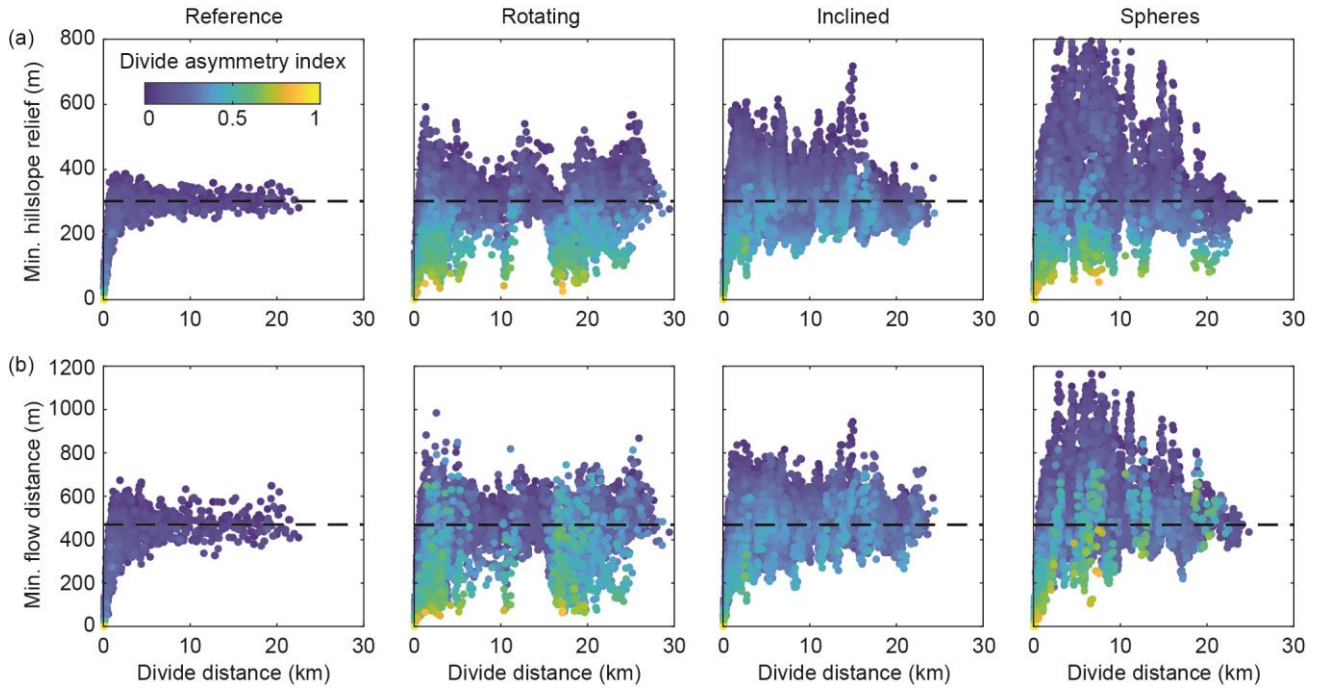 Reference Rotating Inclined Spheres
(a)
Divide asymmetry index
0 0.5 1
Min. hillslope relief (m)
800
600
400
200
0
0 10 20 30 0 10 20 30 0 10 20 30 0 10 20 30
(b)
Min. flow distance (m)
1200
1000
800
600
400
200
0
0 10 20 30 0 10 20 30 0 10 20 30 0 10 20 30
Divide distance (km) Divide distance (km) Divide distance (km) Divide distance (km)